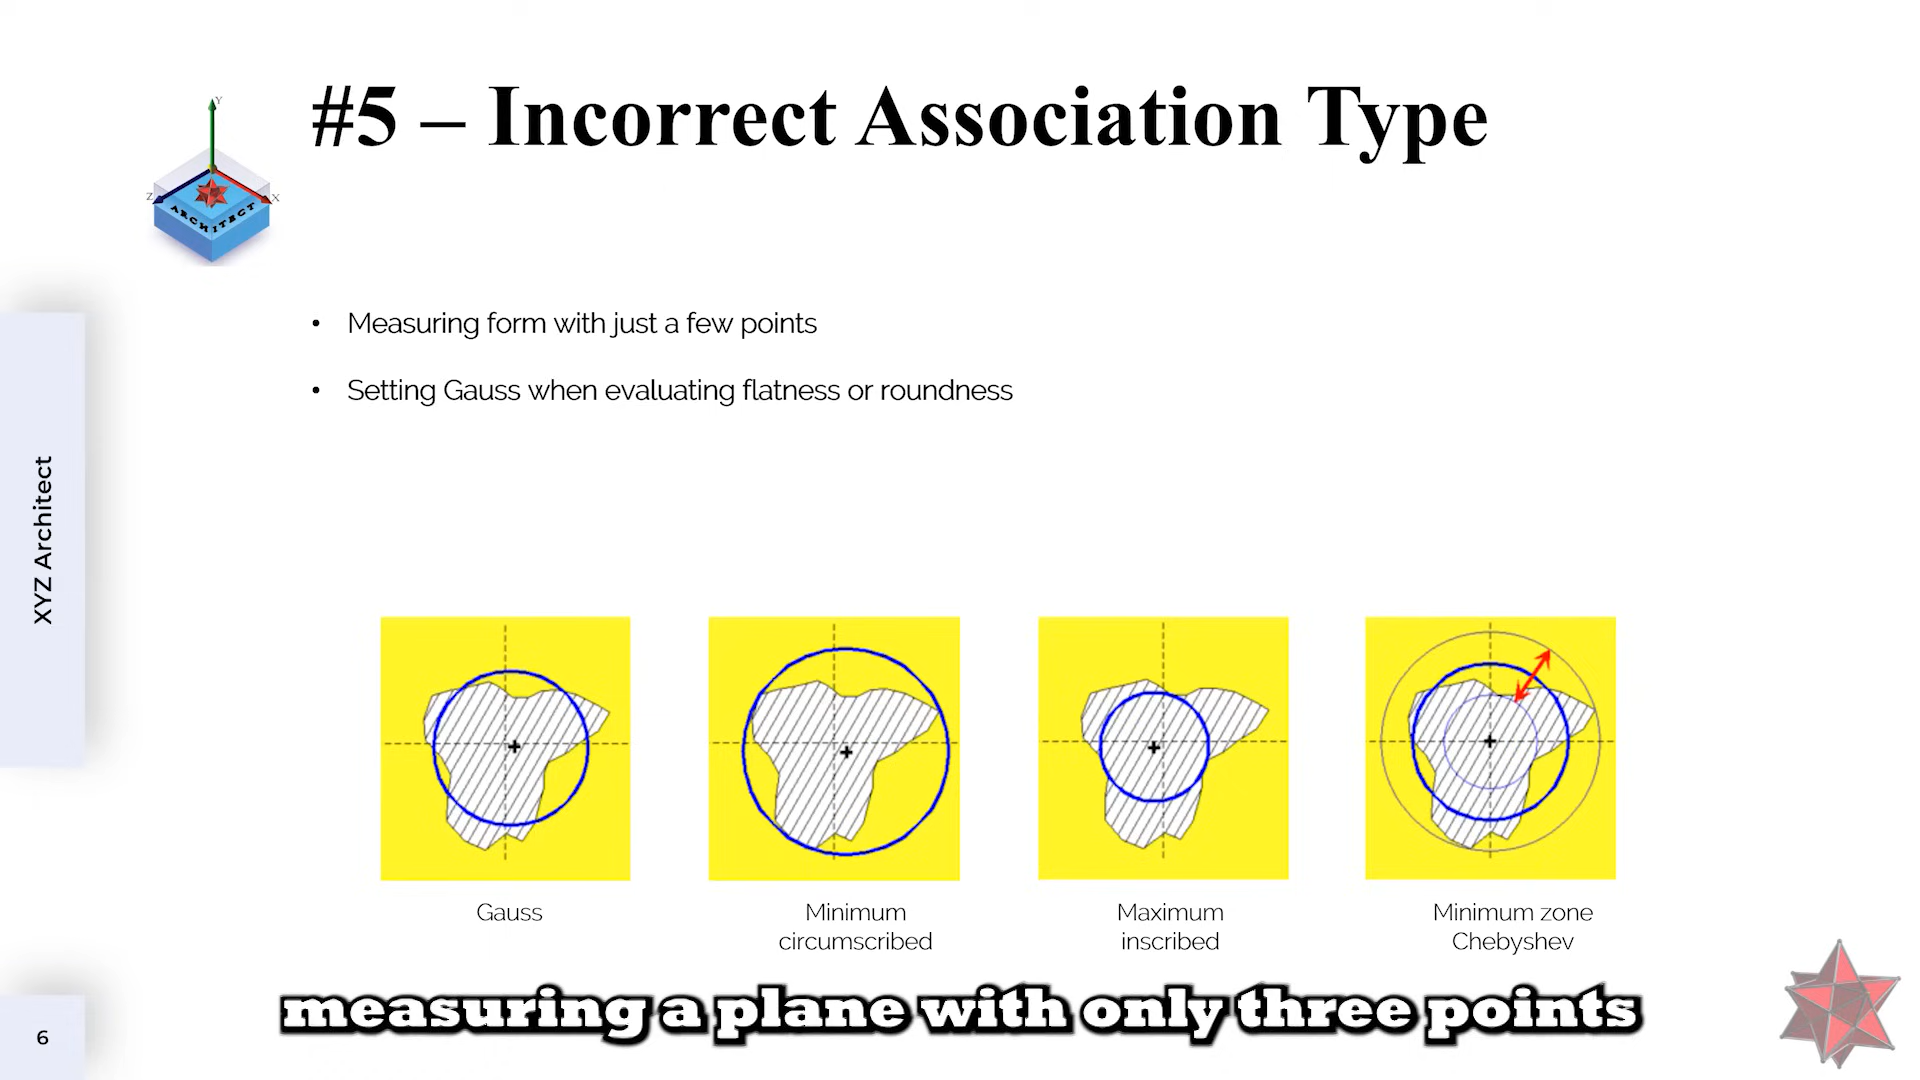 #5 – Incorrect Association Type
Y
Z
X
ARCHITECT
• Measuring form with just a few points
• Setting Gauss when evaluating flatness or roundness
XYZ Architect
Gauss
Minimum
circumscribed
Maximum
inscribed
Minimum zone
Chebyshev
measuring a plane with only three points
6